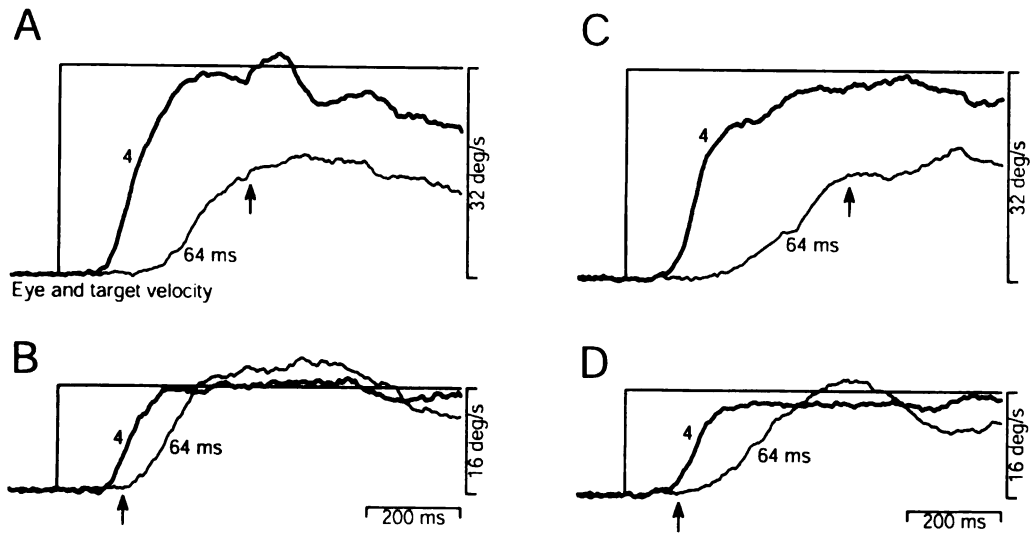 A
4
64 ms
32 deg/s
Eye and target velocity
B
4
64 ms
16 deg/s
200 ms
C
4
64 ms
32 deg/s
D
4
64 ms
16 deg/s
200 ms